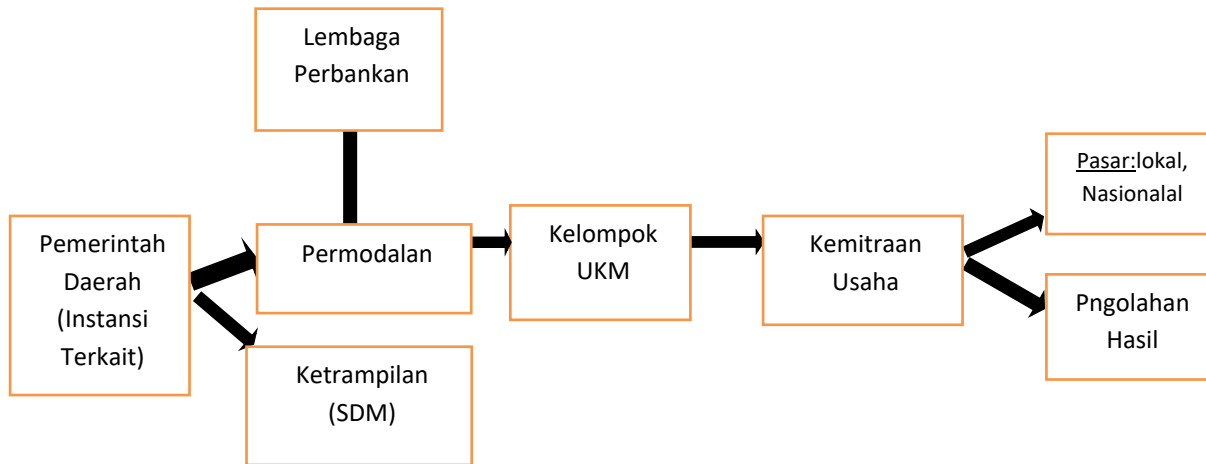 Lembaga
Perbankan
Pemerintah
Daerah
(Instansi
Terkait)
Permodalan
Ketrampilan
(SDM)
Kelompok
UKM
Kemitraan
Usaha
Pasar:lokal,
Nasionalal
Pngolahan
Hasil